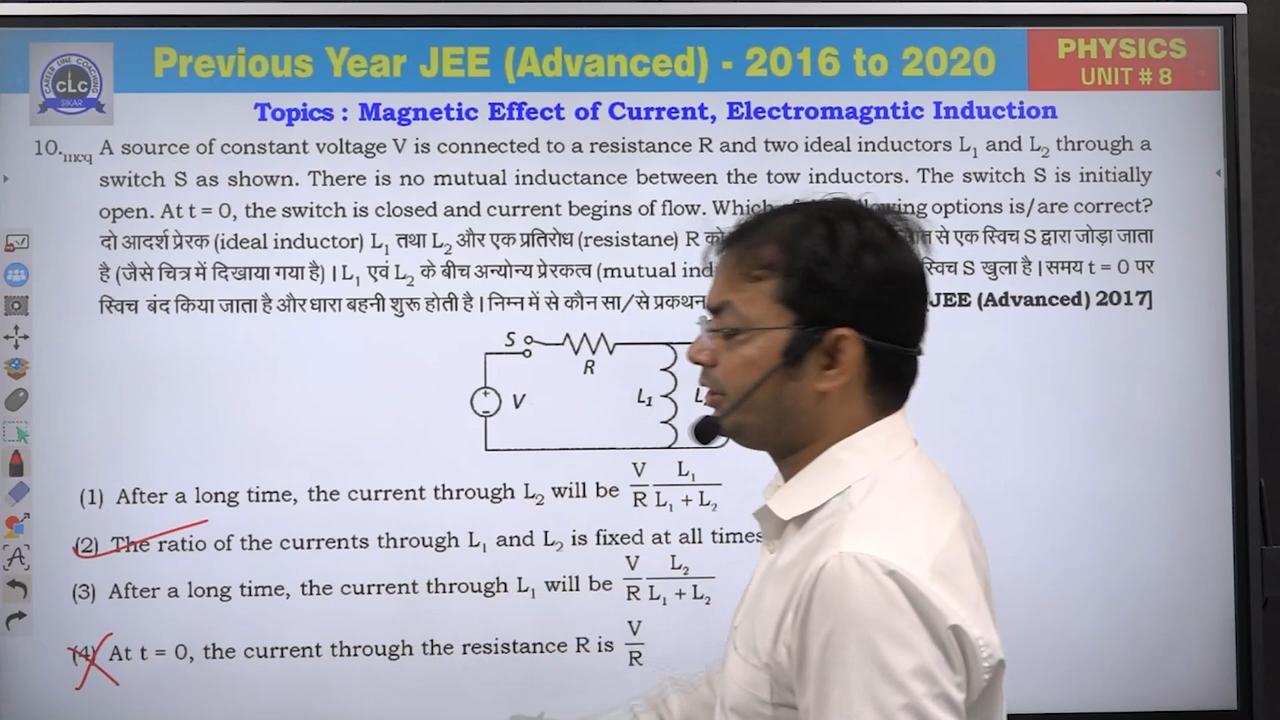 CAREER LINE COACHING
CLC
SIKAR
Previous Year JEE (Advanced) - 2016 to 2020
PHYSICS
UNIT # 8
Topics : Magnetic Effect of Current, Electromagntic Induction
10. mcq A source of constant voltage V is connected to a resistance R and two ideal inductors L₁ and L₂ through a
switch S as shown. There is no mutual inductance between the tow inductors. The switch S is initially
open. At t = 0, the switch is closed and current begins of flow. Which of options is/are correct?
दो आदर्श प्रेरक (ideal inductor) L₁ तथा L₂ और एक प्रतिरोध (resistane) R को से एक स्विच S द्वारा जोड़ा जाता
है (जैसे चित्र में दिखाया गया है) । L₁ एवं L₂ के बीच अन्योन्य प्रेरकत्व (mutual ind स्विच S खुला है । समय t = 0 पर
स्विच बंद किया जाता है और धारा बहनी शुरू होती है । निम्न में से कौन सा/से प्रकथन [JEE (Advanced) 2017]
S
R
V
L₁
L
(1) After a long time, the current through L₂ will be V/R L₁/(L₁ + L₂)
(2) The ratio of the currents through L₁ and L₂ is fixed at all times
(3) After a long time, the current through L₁ will be V/R L₂/(L₁ + L₂)
(4) At t = 0, the current through the resistance R is V/R